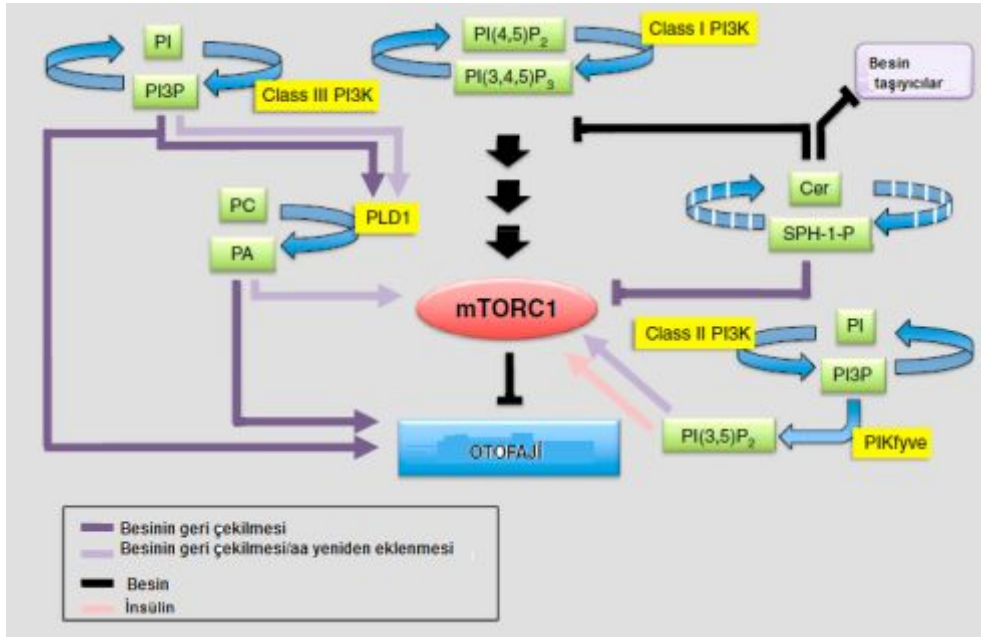 PI
PI3P
Class III PI3K
PI(4,5)P2
PI(3,4,5)P3
Class I PI3K
Besin
taşıyıcılar
Cer
SPH-1-P
PC
PA
PLD1
mTORC1
Class II PI3K
PI
PI3P
PI(3,5)P2
PIKfyve
OTOFAJİ
Besinin geri çekilmesi
Besinin geri çekilmesi/aa yeniden eklenmesi
Besin
İnsülin